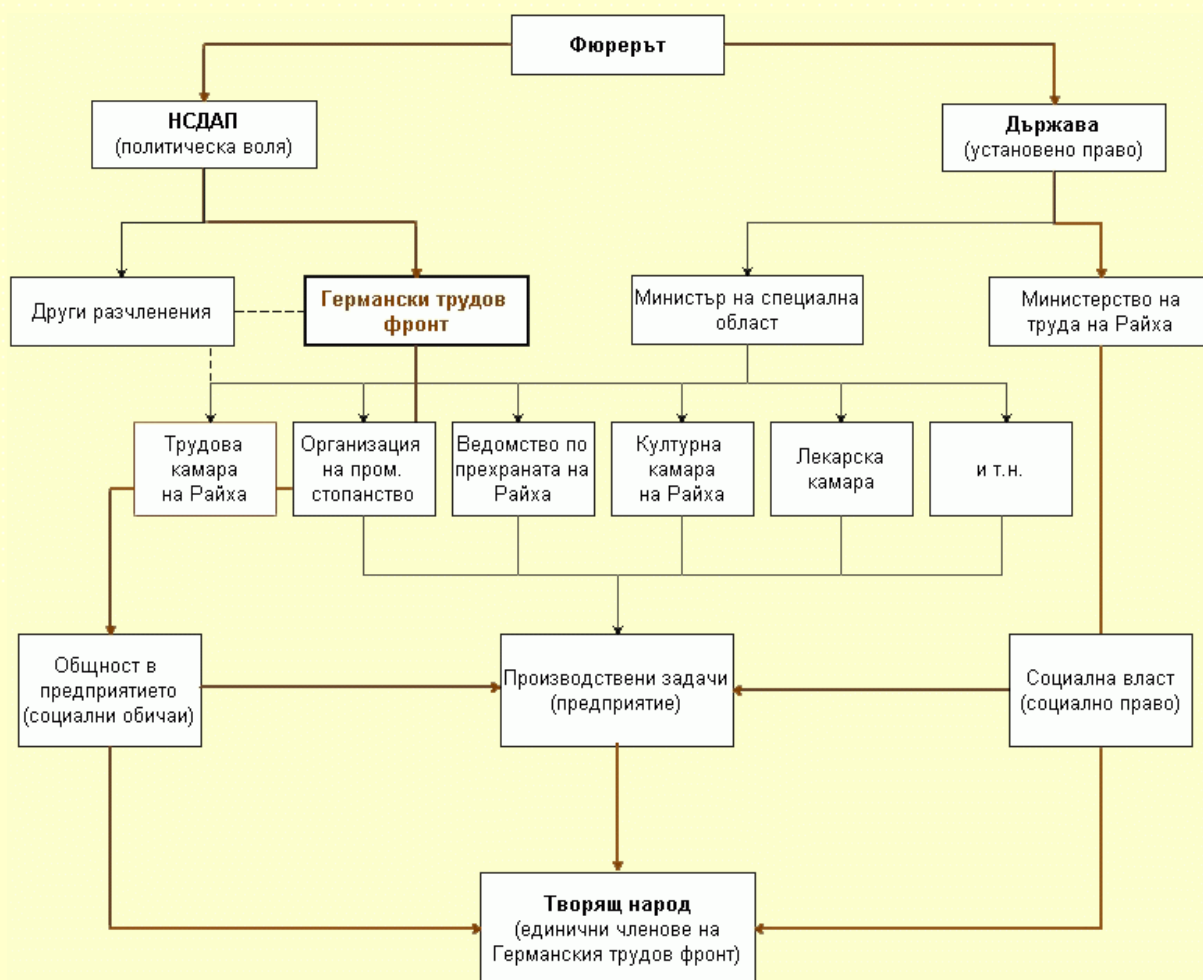 Фюрерът
НСДАП
(политическа воля)
Държава
(установено право)
Други разчленения
Германски трудов
фронт
Министър на специална
област
Министерство на
труда на Райха
Трудова
камара
на Райха
Организация
на пром.
стопанство
Ведомство по
прехраната на
Райха
Културна
камара
на Райха
Лекарска
камара
и т.н.
Общност в
предприятието
(социални обичаи)
Производствени задачи
(предприятие)
Социална власт
(социално право)
Творящ народ
(единични членове на
Германския трудов фронт)